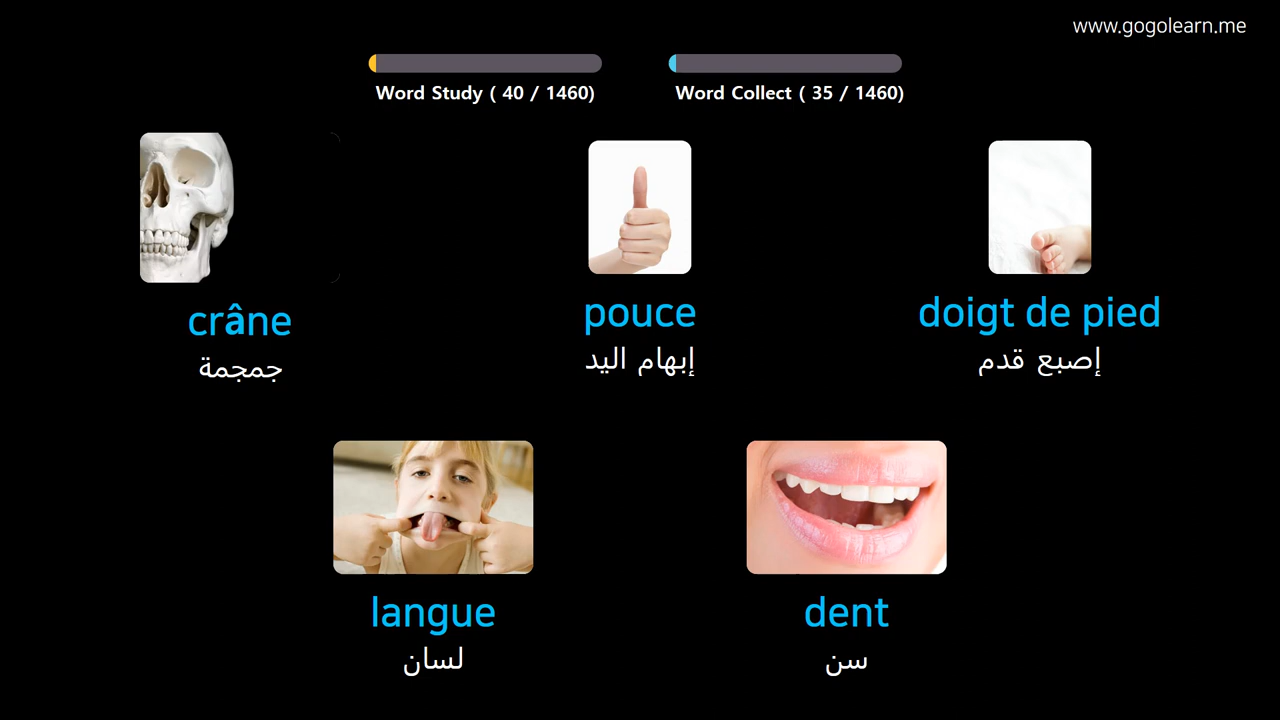 www.gogolearn.me
Word Study ( 40 / 1460)
Word Collect ( 35 / 1460)
crâne
جمجمة
pouce
إبهام اليد
doigt de pied
إصبع قدم
langue
لسان
dent
سن